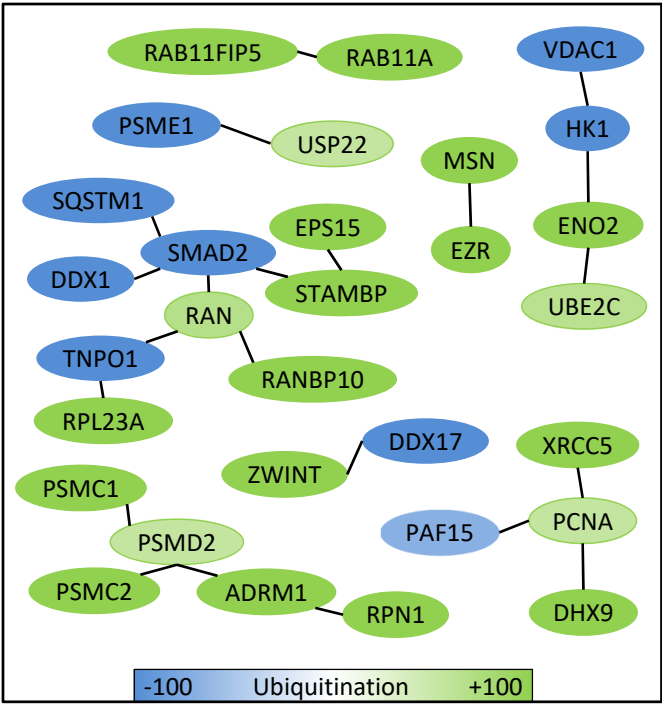 RAB11FIP5
RAB11A
VDAC1
PSME1
USP22
HK1
MSN
SQSTM1
EPS15
ENO2
SMAD2
EZR
DDX1
STAMBP
UBE2C
RAN
TNPO1
RANBP10
RPL23A
DDX17
XRCC5
ZWINT
PSMC1
PAF15
PCNA
PSMD2
PSMC2
ADRM1
RPN1
DHX9
-100 Ubiquitination +100